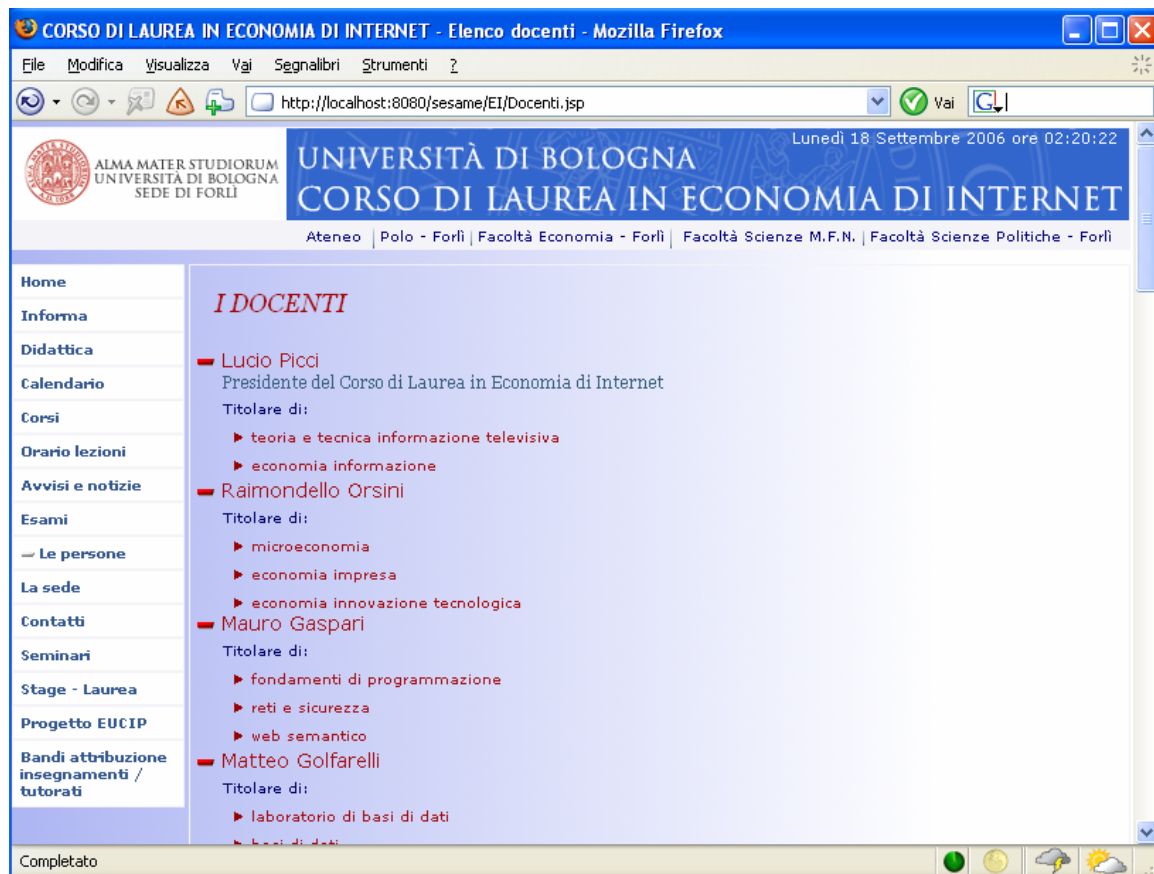 CORSO DI LAUREA IN ECONOMIA DI INTERNET - Elenco docenti - Mozilla Firefox
File Modifica Visualizza Vai Segnalibri Strumenti ?
http://localhost:8080/sesame/EI/Docenti.jsp Vai G
Lunedì 18 Settembre 2006 ore 02:20:22
ALMA MATER STUDIORUM
UNIVERSITÀ DI BOLOGNA
SEDE DI FORLÌ
UNIVERSITÀ DI BOLOGNA
CORSO DI LAUREA IN ECONOMIA DI INTERNET
Ateneo | Polo - Forlì | Facoltà Economia - Forlì | Facoltà Scienze M.F.N. | Facoltà Scienze Politiche - Forlì
Home
Informa
Didattica
Calendario
Corsi
Orario lezioni
Avvisi e notizie
Esami
Le persone
La sede
Contatti
Seminari
Stage - Laurea
Progetto EUCIP
Bandi attribuzione
insegnamenti /
tutorati
I DOCENTI
Lucio Picci
Presidente del Corso di Laurea in Economia di Internet
Titolare di:
teoria e tecnica informazione televisiva
economia informazione
Raimondello Orsini
Titolare di:
microeconomia
economia impresa
economia innovazione tecnologica
Mauro Gaspari
Titolare di:
fondamenti di programmazione
reti e sicurezza
web semantico
Matteo Golfarelli
Titolare di:
laboratorio di basi di dati
basi di dati
Completato